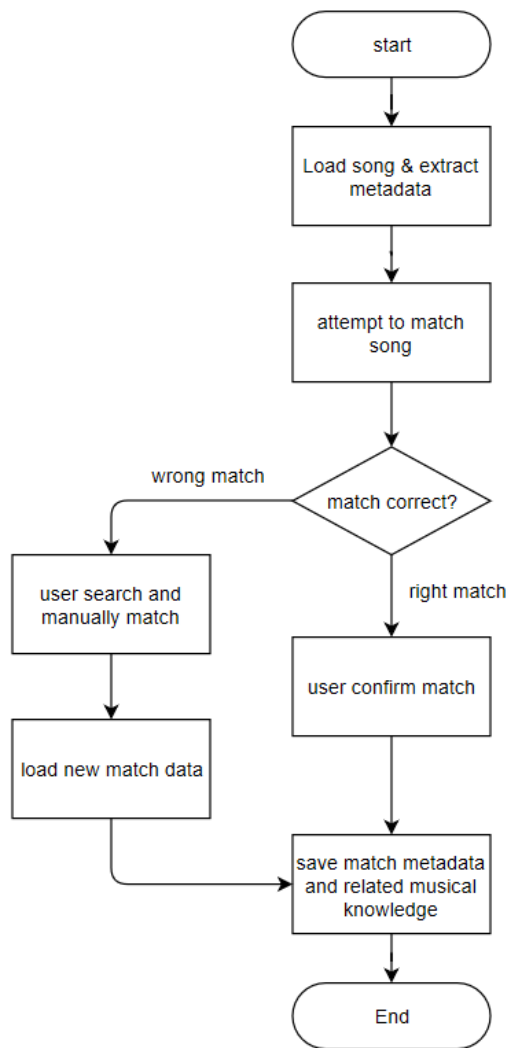 start
Load song & extract
metadata
attempt to match
song
match correct?
wrong match
right match
user search and
manually match
user confirm match
load new match data
save match metadata
and related musical
knowledge
End